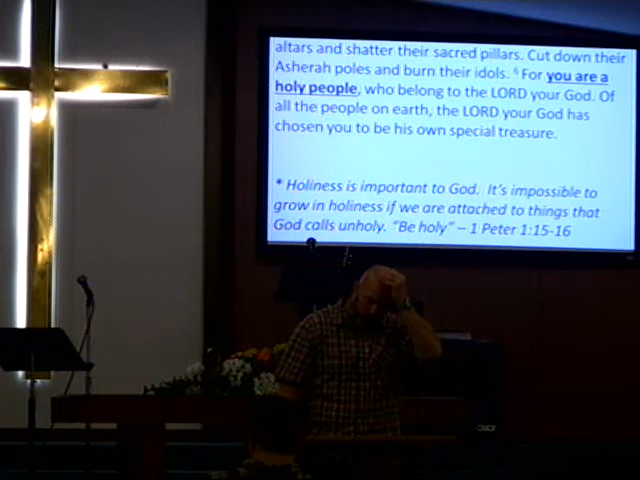 altars and shatter their sacred pillars. Cut down their
Asherah poles and burn their idols. ⁶ For you are a
holy people, who belong to the LORD your God. Of
all the people on earth, the LORD your God has
chosen you to be his own special treasure.
* Holiness is important to God. It's impossible to
grow in holiness if we are attached to things that
God calls unholy. "Be holy" – 1 Peter 1:15-16